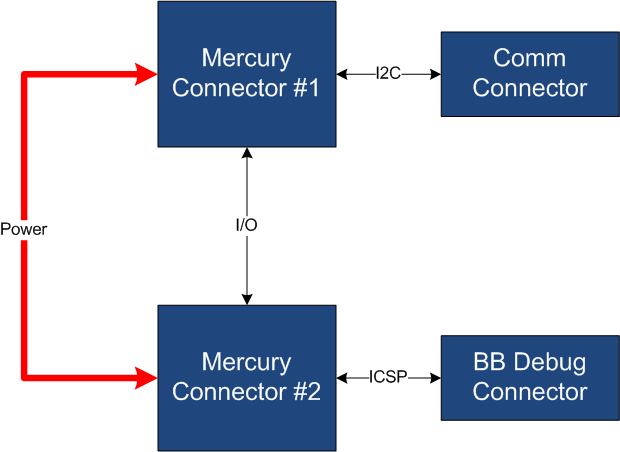 Mercury
Connector #1
I2C
Comm
Connector
Power
I/O
Mercury
Connector #2
ICSP
BB Debug
Connector